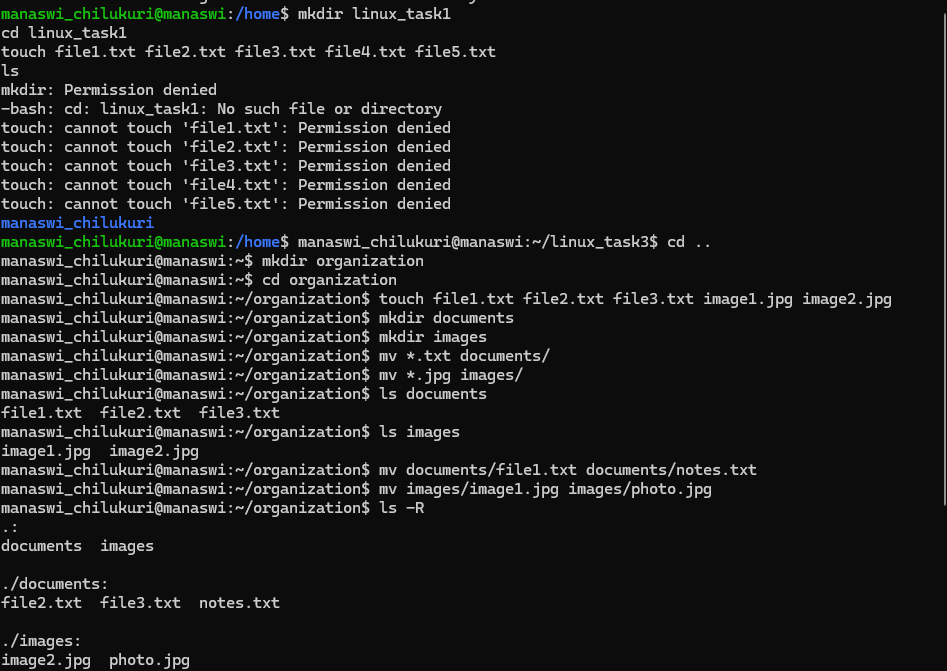 manaswi_chilukuri@manaswi:/home$ mkdir linux_task1
cd linux_task1
touch file1.txt file2.txt file3.txt file4.txt file5.txt
ls
mkdir: Permission denied
-bash: cd: linux_task1: No such file or directory
touch: cannot touch 'file1.txt': Permission denied
touch: cannot touch 'file2.txt': Permission denied
touch: cannot touch 'file3.txt': Permission denied
touch: cannot touch 'file4.txt': Permission denied
touch: cannot touch 'file5.txt': Permission denied
manaswi_chilukuri
manaswi_chilukuri@manaswi:/home$ manaswi_chilukuri@manaswi:~/linux_task3$ cd ..
manaswi_chilukuri@manaswi:~$ mkdir organization
manaswi_chilukuri@manaswi:~$ cd organization
manaswi_chilukuri@manaswi:~/organization$ touch file1.txt file2.txt file3.txt image1.jpg image2.jpg
manaswi_chilukuri@manaswi:~/organization$ mkdir documents
manaswi_chilukuri@manaswi:~/organization$ mkdir images
manaswi_chilukuri@manaswi:~/organization$ mv *.txt documents/
manaswi_chilukuri@manaswi:~/organization$ mv *.jpg images/
manaswi_chilukuri@manaswi:~/organization$ ls documents
file1.txt  file2.txt  file3.txt
manaswi_chilukuri@manaswi:~/organization$ ls images
image1.jpg  image2.jpg
manaswi_chilukuri@manaswi:~/organization$ mv documents/file1.txt documents/notes.txt
manaswi_chilukuri@manaswi:~/organization$ mv images/image1.jpg images/photo.jpg
manaswi_chilukuri@manaswi:~/organization$ ls -R
.:
documents  images

./documents:
file2.txt  file3.txt  notes.txt

./images:
image2.jpg  photo.jpg